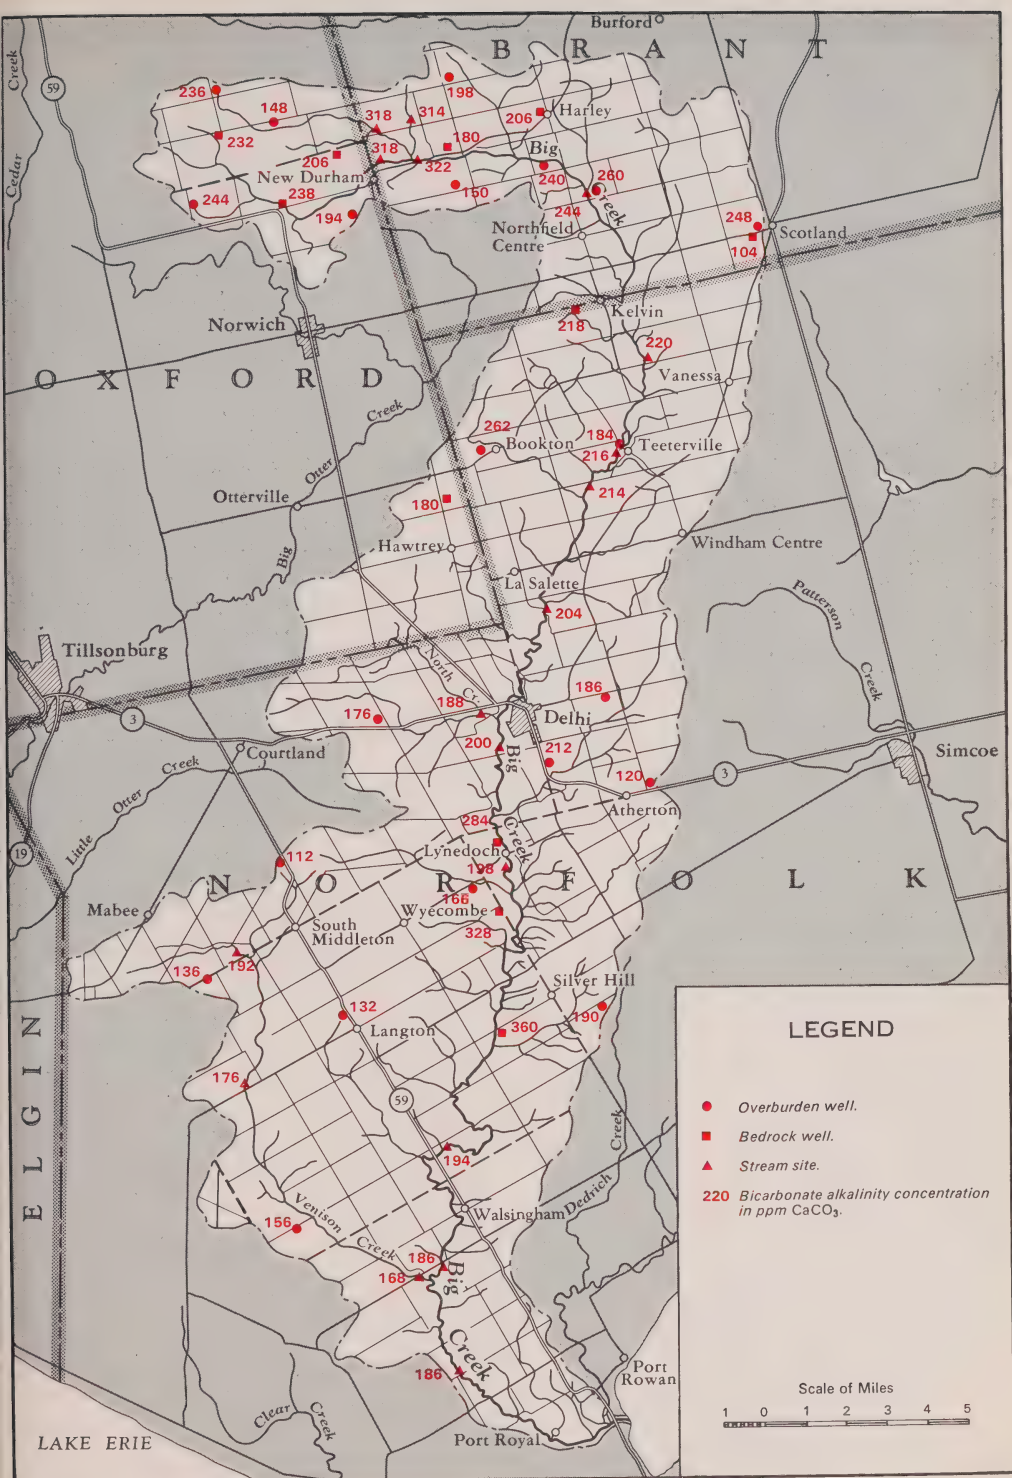 Burford
B R A N T
59
Creek
Cedar
236
148
198
314
318
206
Harley
232
206
318
180
322
Big
New Durham
150
240
260
244
238
194
244
Creek
Northfield
Centre
248
Scotland
104
Norwich
Kelvin
218
220
Vanessa
O X F O R D
Creek
Otter
Big
262
Bookton
184
216
Teeterville
214
Otterville
180
Hawtrey
Windham Centre
La Salette
204
Patterson
Creek
Tillsonburg
3
North
Cr.
188
176
186
Delhi
200
Big
212
Courtland
Simcoe
120
3
Atherton
Creek
Otter
Little
19
284
Creek
Lynedoch
198
112
N O R F O L K
166
Mabee
Wyecombe
328
South
Middleton
192
136
Silver Hill
190
132
Langton
360
E L G I N
176
59
194
Creek
Dedrich
Walsingham
Venison
Creek
156
186
168
Big
Creek
186
Port
Rowan
Port Royal
Clear
Creek
LAKE ERIE
LEGEND
Overburden well.
Bedrock well.
Stream site.
220 Bicarbonate alkalinity concentration
in ppm CaCO₃.
Scale of Miles
1 0 1 2 3 4 5